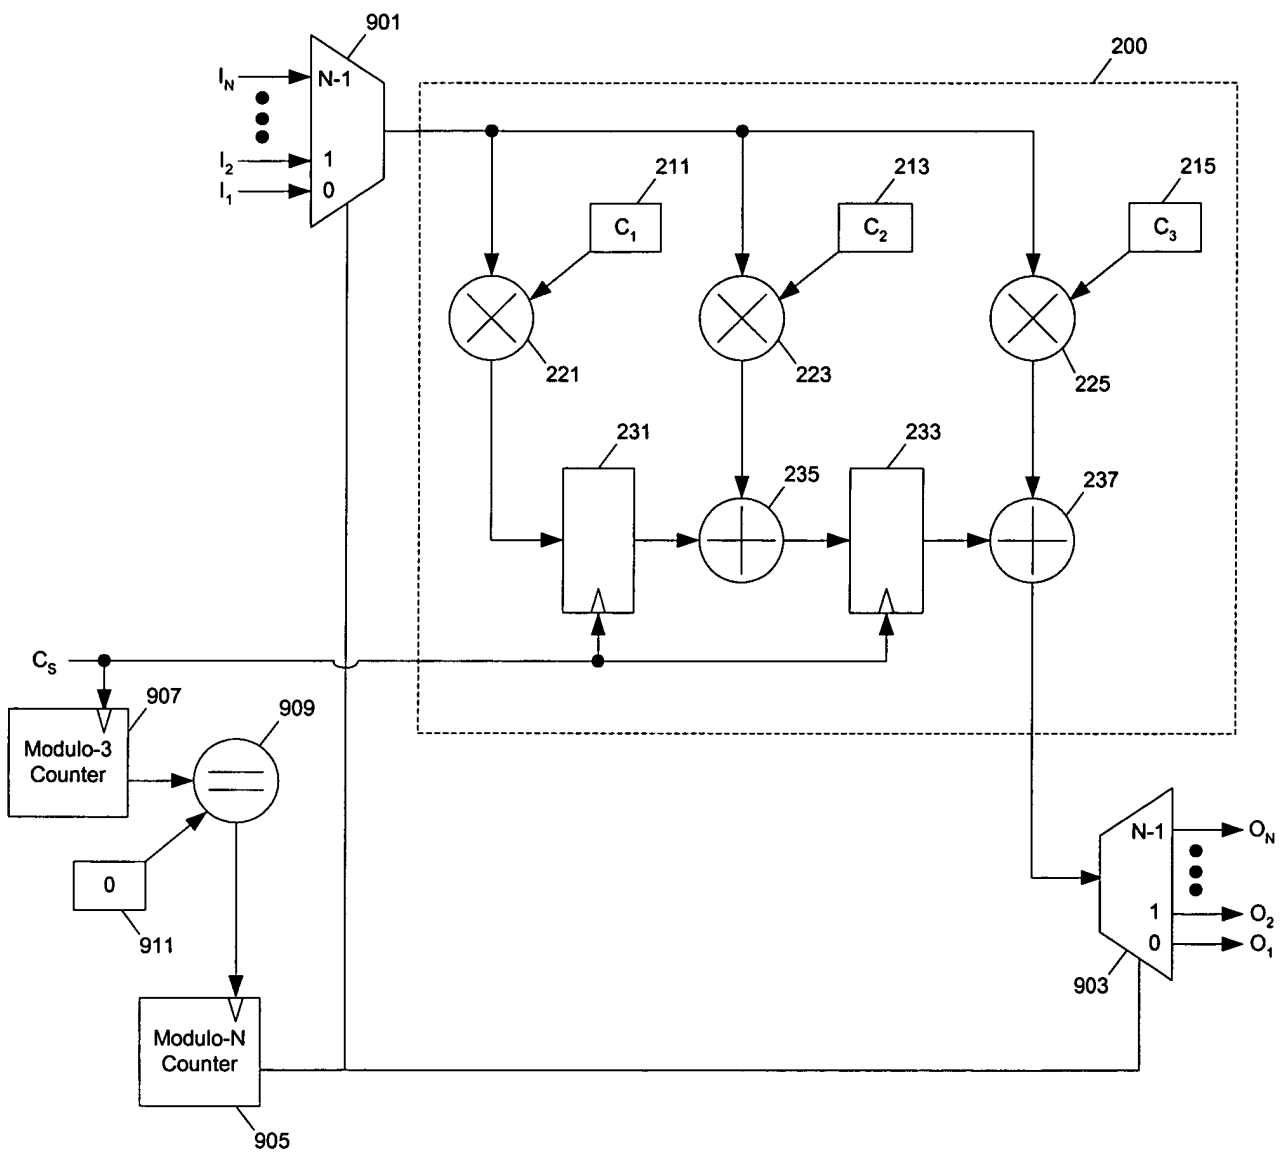 901
200
I_N
N-1
I_2
1
I_1
0
211
213
215
C_1
C_2
C_3
221
223
225
231
233
235
237
C_S
907
909
Modulo-3
Counter
0
911
N-1
O_N
1
O_2
0
O_1
903
Modulo-N
Counter
905